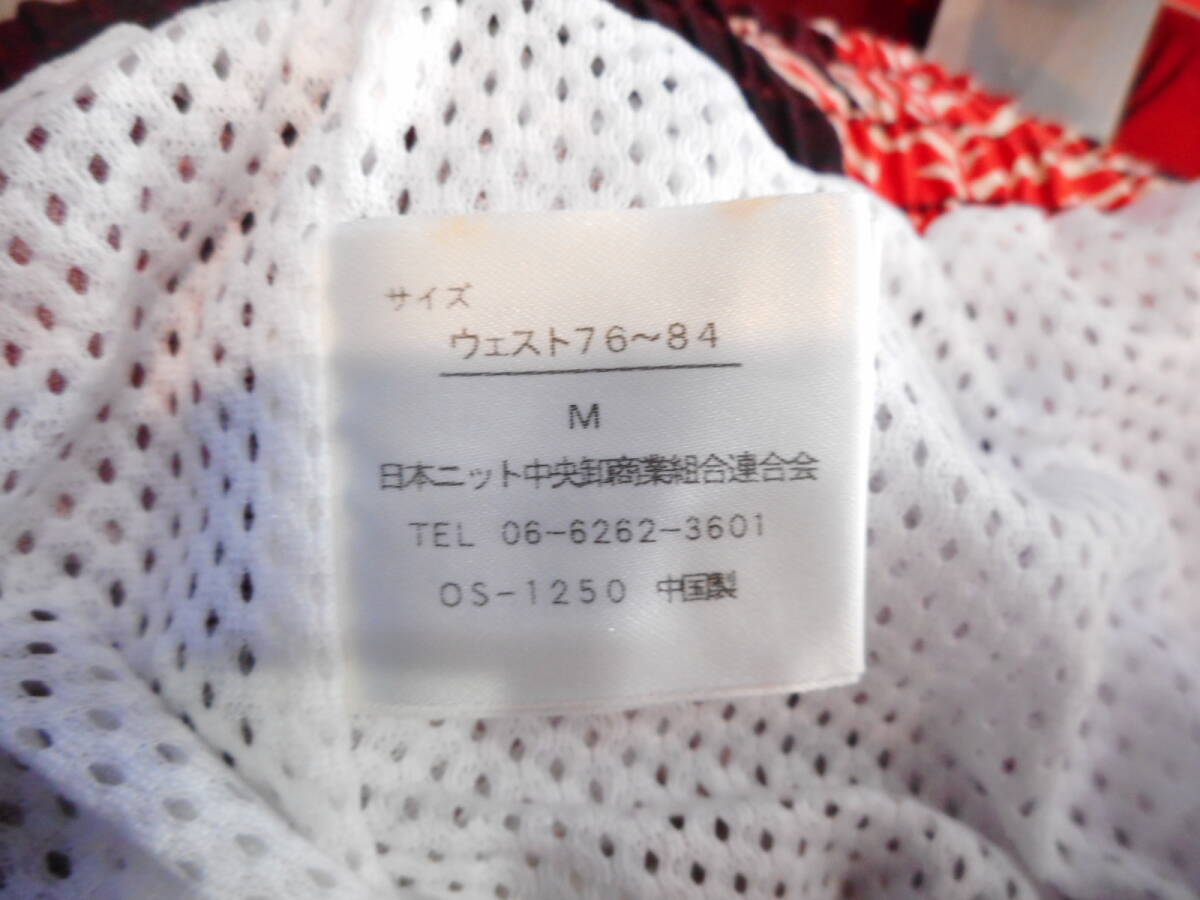 サイズ
ウェスト76〜84
M
日本ニット中央卸商業組合連合会
TEL 06-6262-3601
OS-1250 中国製